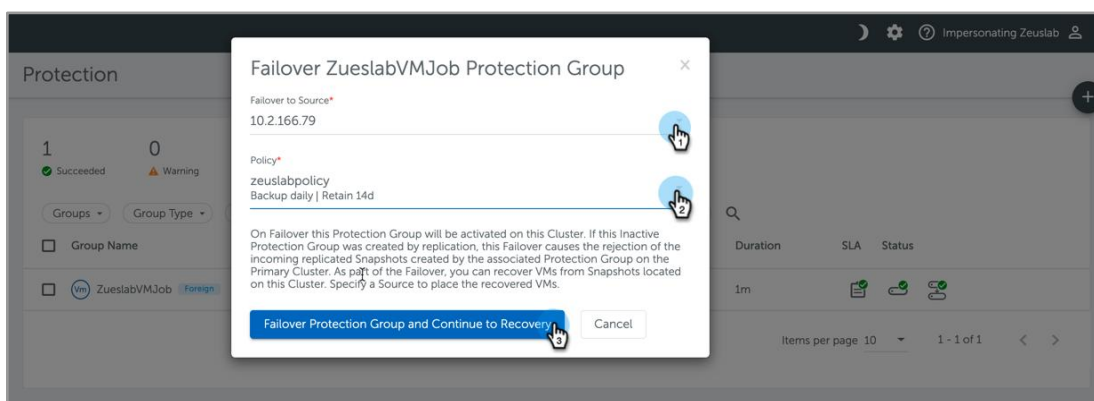 Impersonating Zeuslab
Protection
Failover ZueslabVMJob Protection Group
Failover to Source*
10.2.166.79
1
Policy*
zeuslabpolicy
Backup daily | Retain 14d
2
1
0
Succeeded
Warning
Groups
Group Type
Group Name
Duration
SLA
Status
On Failover this Protection Group will be activated on this Cluster. If this Inactive
Protection Group was created by replication, this Failover causes the rejection of the
incoming replicated Snapshots created by the associated Protection Group on the
Primary Cluster. As part of the Failover, you can recover VMs from Snapshots located
on this Cluster. Specify a Source to place the recovered VMs.
Vm ZueslabVMJob Foreign
1m
Failover Protection Group and Continue to Recovery
3
Cancel
Items per page 10
1 - 1 of 1